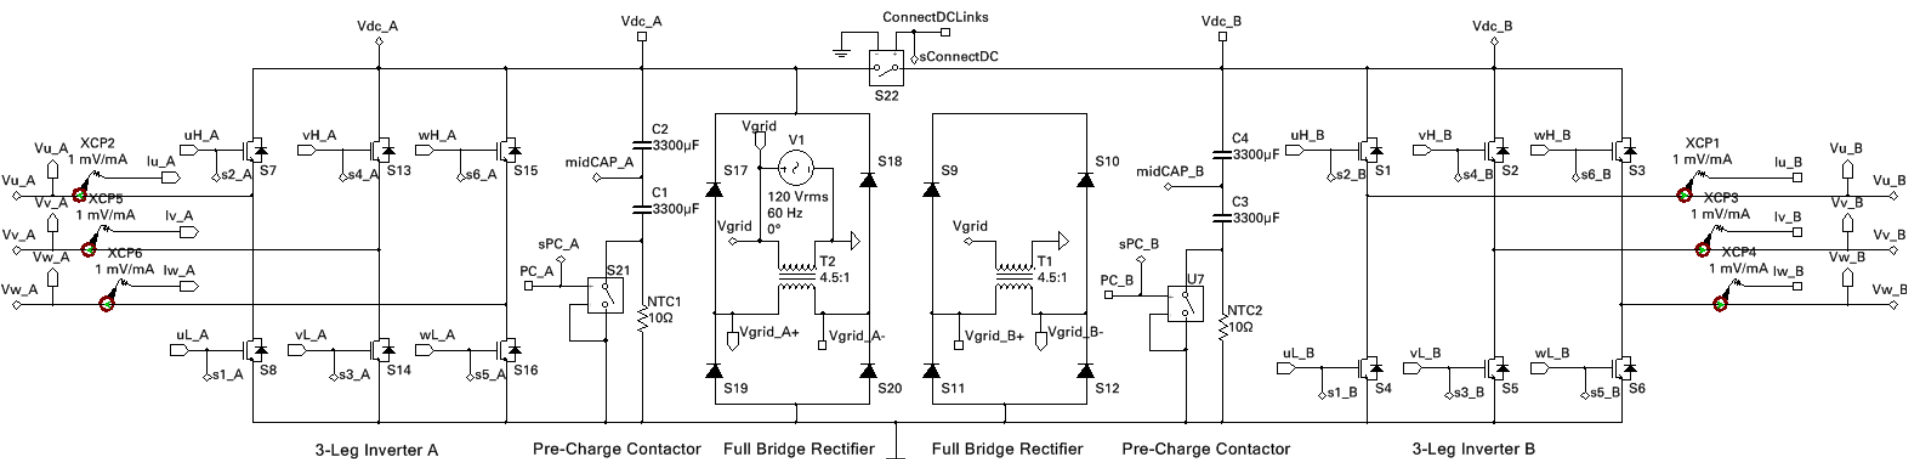 ConnectDCLinks
Vdc_A
Vdc_A
Vdc_B
Vdc_B
sConnectDC
S22
XCP2
1 mV/mA
Vu_A
Iu_A
Vu_A
uH_A
s2_A
S7
vH_A
s4_A
S13
wH_A
s6_A
S15
XCP5
1 mV/mA
Vv_A
Iv_A
Vv_A
XCP6
1 mV/mA
Vw_A
Iw_A
Vw_A
uL_A
s1_A
S8
vL_A
s3_A
S14
wL_A
s5_A
S16
C2
3300µF
midCAP_A
C1
3300µF
sPC_A
PC_A
S21
NTC1
10Ω
Vgrid
V1
S17
S18
120 Vrms
60 Hz
0°
Vgrid
T2
4.5:1
Vgrid_A+
Vgrid_A-
S19
S20
S9
S10
Vgrid
T1
4.5:1
Vgrid_B+
Vgrid_B-
S11
S12
C4
3300µF
midCAP_B
C3
3300µF
sPC_B
PC_B
U7
NTC2
10Ω
uH_B
s2_B
S1
vH_B
s4_B
S2
wH_B
s6_B
S3
XCP1
1 mV/mA
Iu_B
Vu_B
Vu_B
XCP3
1 mV/mA
Iv_B
Vv_B
Vv_B
XCP4
1 mV/mA
Iw_B
Vw_B
Vw_B
uL_B
s1_B
S4
vL_B
s3_B
S5
wL_B
s5_B
S6
3-Leg Inverter A
Pre-Charge Contactor
Full Bridge Rectifier
Full Bridge Rectifier
Pre-Charge Contactor
3-Leg Inverter B